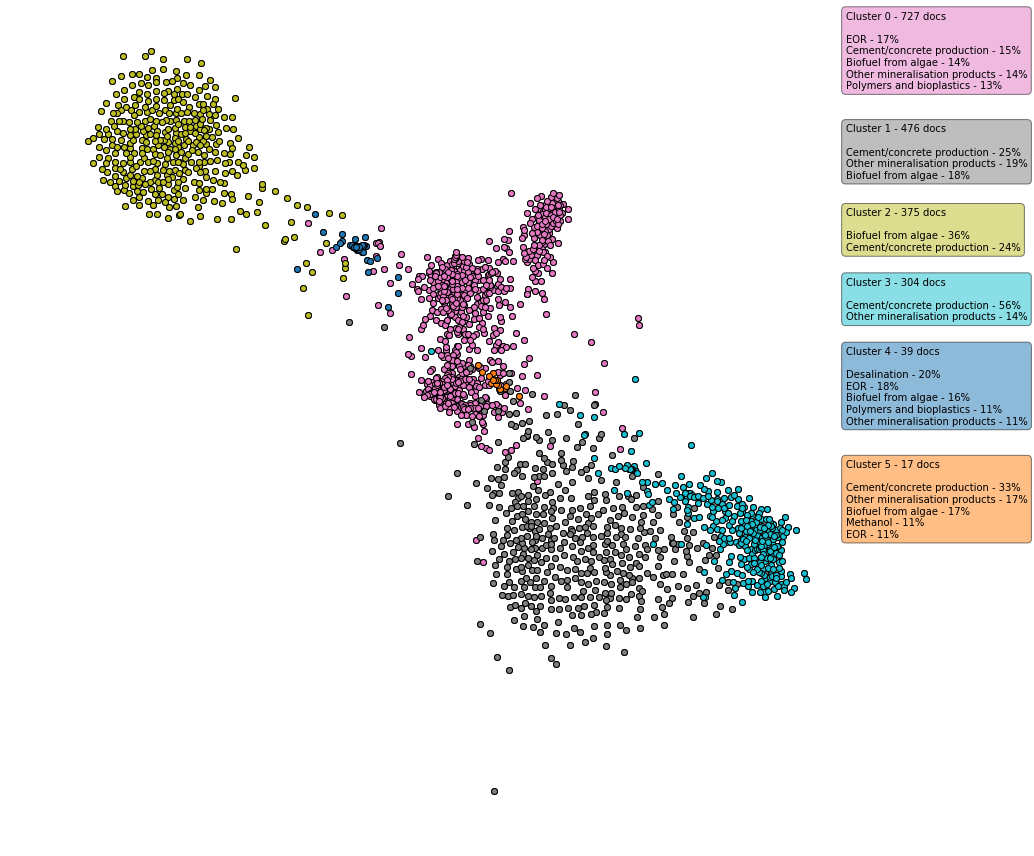 Cluster 0 - 727 docs
EOR - 17%
Cement/concrete production - 15%
Biofuel from algae - 14%
Other mineralisation products - 14%
Polymers and bioplastics - 13%
Cluster 1 - 476 docs
Cement/concrete production - 25%
Other mineralisation products - 19%
Biofuel from algae - 18%
Cluster 2 - 375 docs
Biofuel from algae - 36%
Cement/concrete production - 24%
Cluster 3 - 304 docs
Cement/concrete production - 56%
Other mineralisation products - 14%
Cluster 4 - 39 docs
Desalination - 20%
EOR - 18%
Biofuel from algae - 16%
Polymers and bioplastics - 11%
Other mineralisation products - 11%
Cluster 5 - 17 docs
Cement/concrete production - 33%
Other mineralisation products - 17%
Biofuel from algae - 17%
Methanol - 11%
EOR - 11%